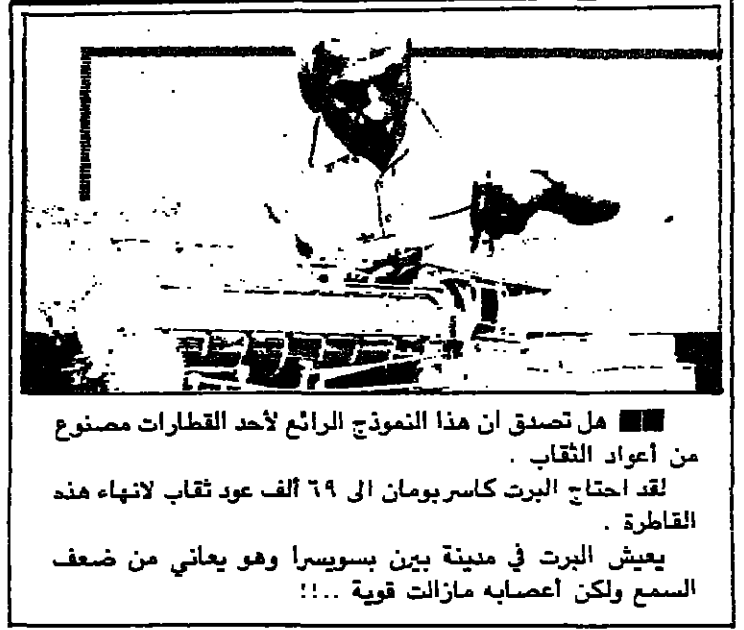 هل تصدق ان هذا النموذج الرائع لأحد القطارات مصنوع
من أعواد الثقاب .
لقد احتاج البرت كاسربومان الى ٦٩ ألف عود ثقاب لانهاء هذه
القاطرة .
يعيش البرت في مدينة بيرن بسويسرا وهو يعاني من ضعف
السمع ولكن أعصابه مازالت قوية ..!!